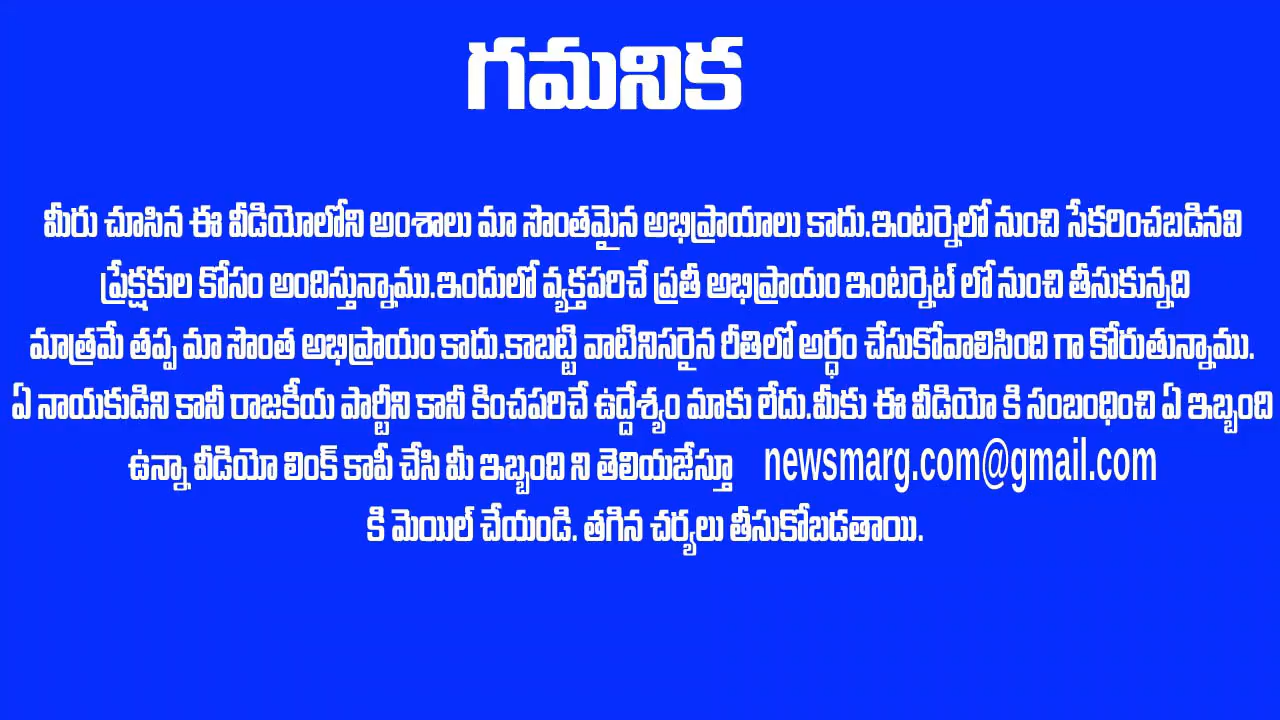 గమనిక
మీరు చూసిన ఈ వీడియోలోని అంశాలు మా సొంతమైన అభిప్రాయాలు కాదు.ఇంటర్నెలో నుంచి సేకరించబడినవి
ప్రేక్షకుల కోసం అందిస్తున్నాము.ఇందులో వ్యక్తపరిచే ప్రతీ అభిప్రాయం ఇంటర్నెట్ లో నుంచి తీసుకున్నది
మాత్రమే తప్ప మా సొంత అభిప్రాయం కాదు.కాబట్టి వాటినిసరైన రీతిలో అర్ధం చేసుకోవాలిసింది గా కోరుతున్నాము.
ఏ నాయకుడిని కానీ రాజకీయ పార్టీని కానీ కించపరిచే ఉద్దేశ్యం మాకు లేదు.మీకు ఈ వీడియో కి సంబంధించి ఏ ఇబ్బంది
ఉన్నా వీడియో లింక్ కాపీ చేసి మీ ఇబ్బంది ని తెలియజేస్తూ newsmarg.com@gmail.com
కి మెయిల్ చేయండి. తగిన చర్యలు తీసుకోబడతాయి.